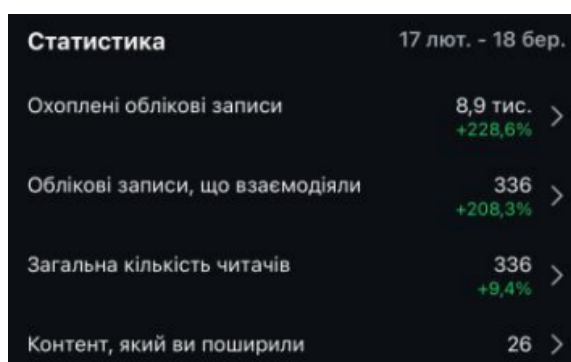 Статистика 17 лют. - 18 бер.
Охоплені облікові записи 8,9 тис.
+228,6%
Облікові записи, що взаємодіяли 336
+208,3%
Загальна кількість читачів 336
+9,4%
Контент, який ви поширили 26